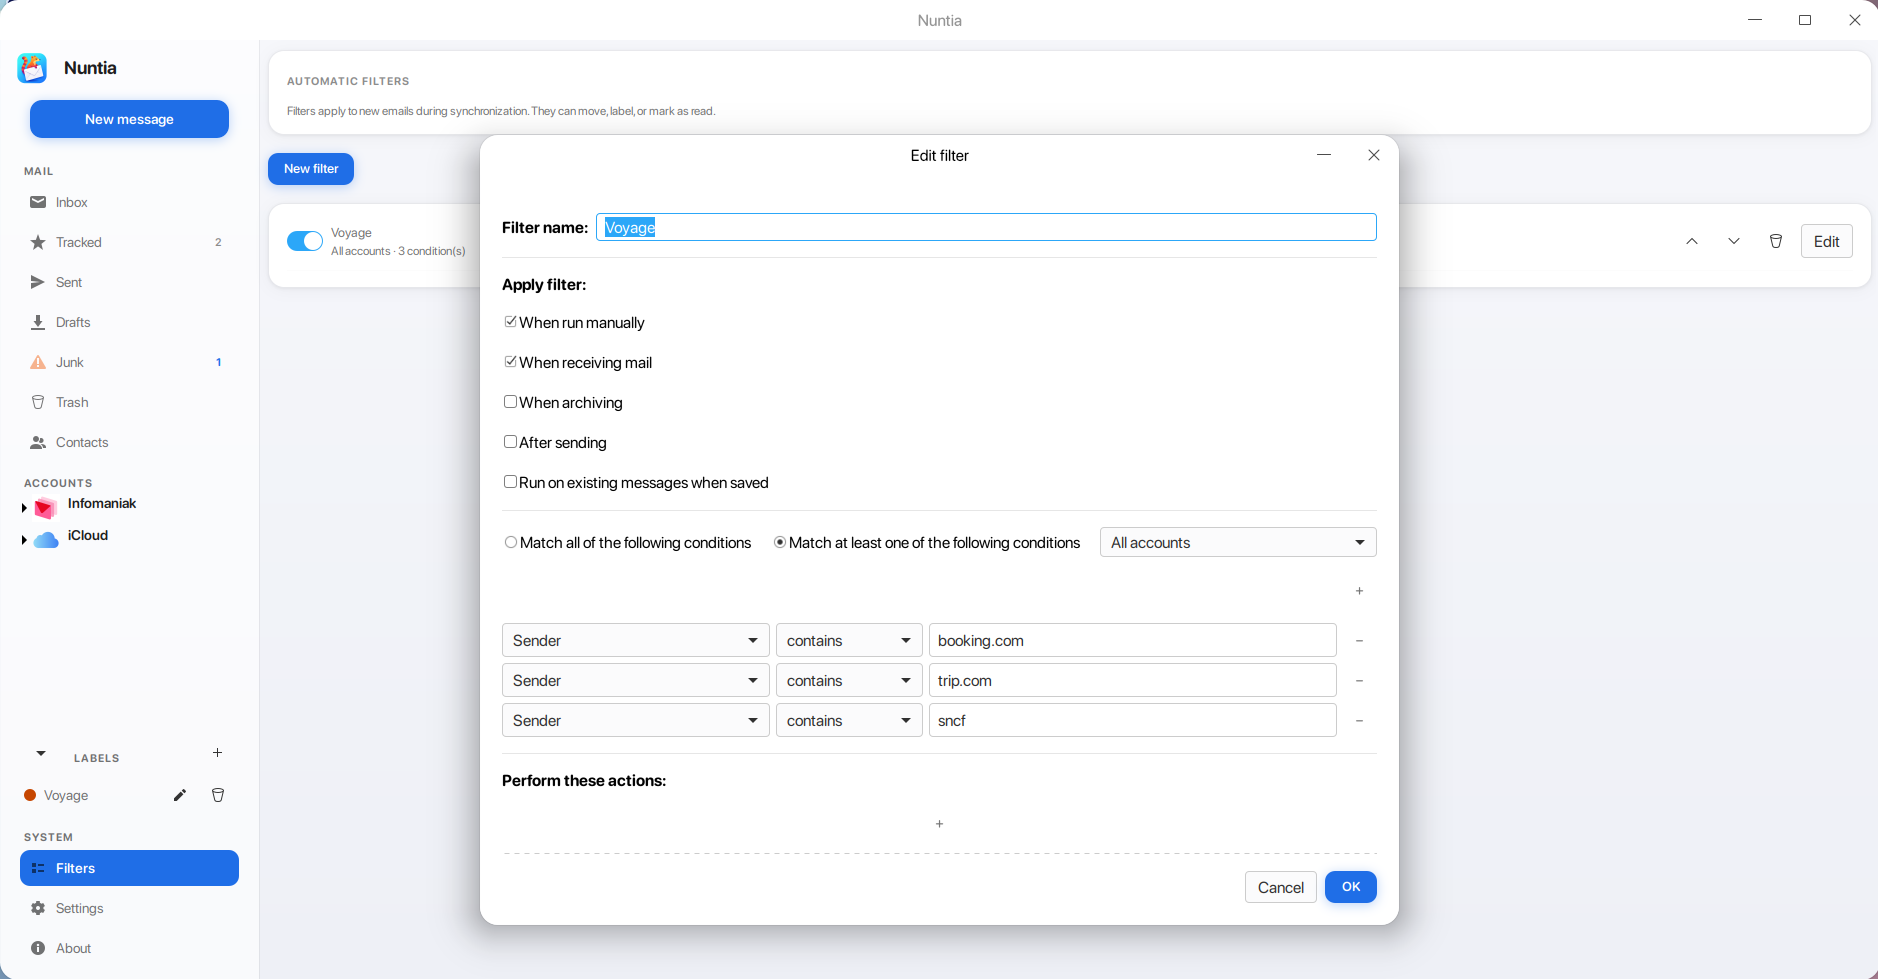 Nuntia
Nuntia
New message
MAIL
Inbox
Tracked 2
Sent
Drafts
Junk 1
Trash
Contacts
ACCOUNTS
Infomaniak
iCloud
LABELS +
Voyage
SYSTEM
Filters
Settings
About
AUTOMATIC FILTERS
Filters apply to new emails during synchronization. They can move, label, or mark as read.
New filter
Voyage
All accounts · 3 condition(s)
Edit
Edit filter
Filter name: Voyage
Apply filter:
When run manually
When receiving mail
When archiving
After sending
Run on existing messages when saved
Match all of the following conditions Match at least one of the following conditions All accounts
+
Sender contains booking.com −
Sender contains trip.com −
Sender contains sncf −
Perform these actions:
+
Cancel OK